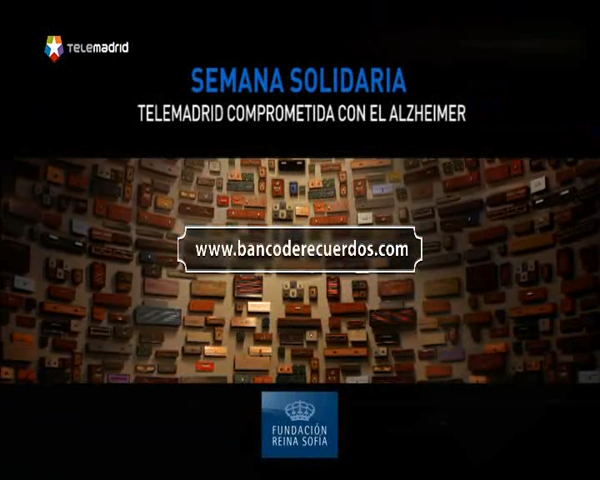 TELEMADRID
SEMANA SOLIDARIA
TELEMADRID COMPROMETIDA CON EL ALZHEIMER
www.bancoderecuerdos.com
FUNDACIÓN
REINA SOFÍA